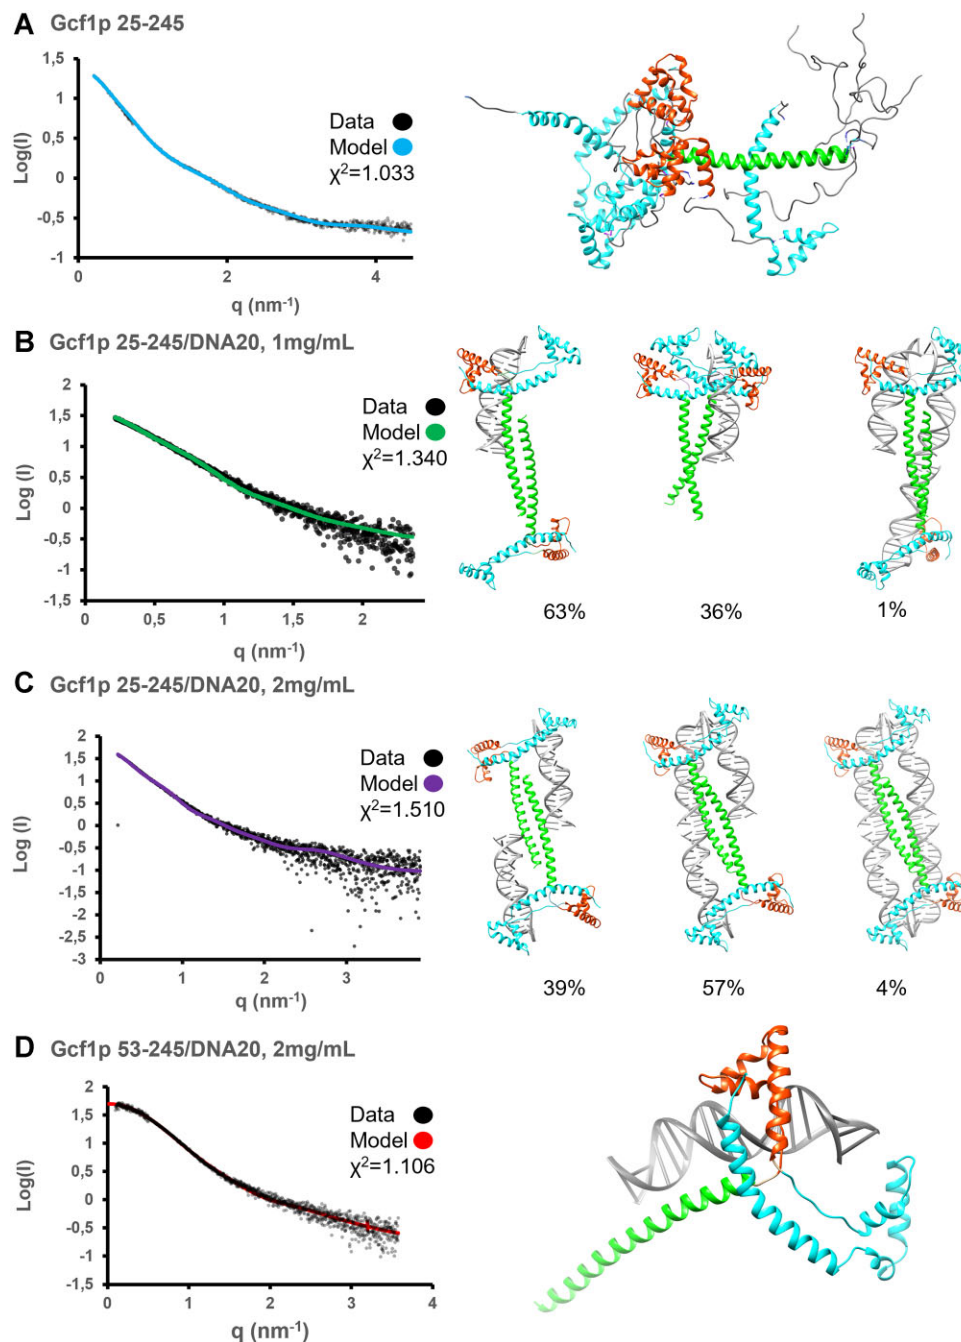 A Gcf1p 25-245
1,5
1
0,5
0
-0,5
-1
Log(I)
2
4
q (nm-1)
Data
Model
χ2=1.033
B Gcf1p 25-245/DNA20, 1mg/mL
2
1,5
1
0,5
0
-0,5
-1
-1,5
Log (I)
0
0,5
1
1,5
2
q (nm-1)
Data
Model
χ2=1.340
63%
36%
1%
C Gcf1p 25-245/DNA20, 2mg/mL
2
1,5
1
0,5
0
-0,5
-1
-1,5
-2
-2,5
-3
Log (I)
0
1
2
3
q (nm-1)
Data
Model
χ2=1.510
39%
57%
4%
D Gcf1p 53-245/DNA20, 2mg/mL
2
1,5
1
0,5
0
-0,5
-1
-1,5
Log(I)
0
1
2
3
4
q (nm-1)
Data
Model
χ2=1.106